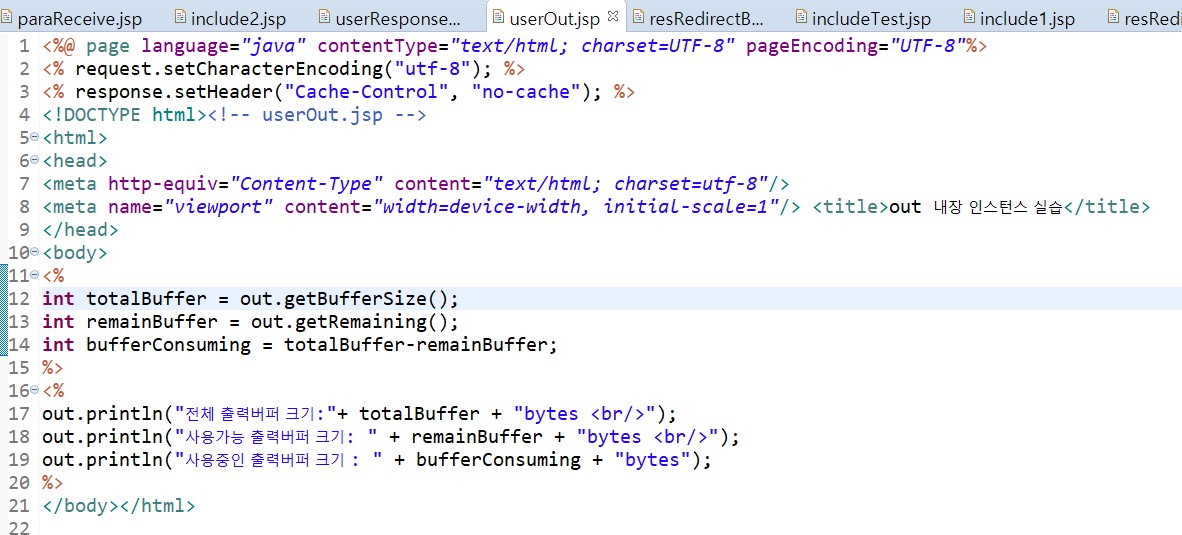 paraReceive.jsp include2.jsp userResponse... userOut.jsp resRedirectB... includeTest.jsp include1.jsp resRedi
1 <%@ page language="java" contentType="text/html; charset=UTF-8" pageEncoding="UTF-8"%>
2 <% request.setCharacterEncoding("utf-8"); %>
3 <% response.setHeader("Cache-Control", "no-cache"); %>
4 <!DOCTYPE html><!-- userOut.jsp -->
5 <html>
6 <head>
7 <meta http-equiv="Content-Type" content="text/html; charset=utf-8"/>
8 <meta name="viewport" content="width=device-width, initial-scale=1"/> <title>out 내장 인스턴스 실습</title>
9 </head>
10 <body>
11 <%
12 int totalBuffer = out.getBufferSize();
13 int remainBuffer = out.getRemaining();
14 int bufferConsuming = totalBuffer-remainBuffer;
15 %>
16 <%
17 out.println("전체 출력버퍼 크기:"+ totalBuffer + "bytes <br/>");
18 out.println("사용가능 출력버퍼 크기: " + remainBuffer + "bytes <br/>");
19 out.println("사용중인 출력버퍼 크기 : " + bufferConsuming + "bytes");
20 %>
21 </body></html>
22